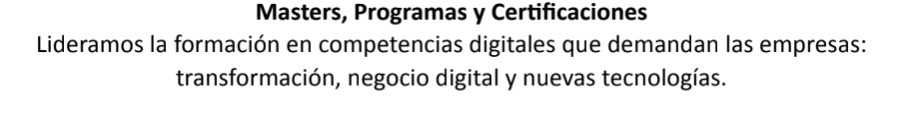 Masters, Programas y Certificaciones
Lideramos la formación en competencias digitales que demandan las empresas:
transformación, negocio digital y nuevas tecnologías.